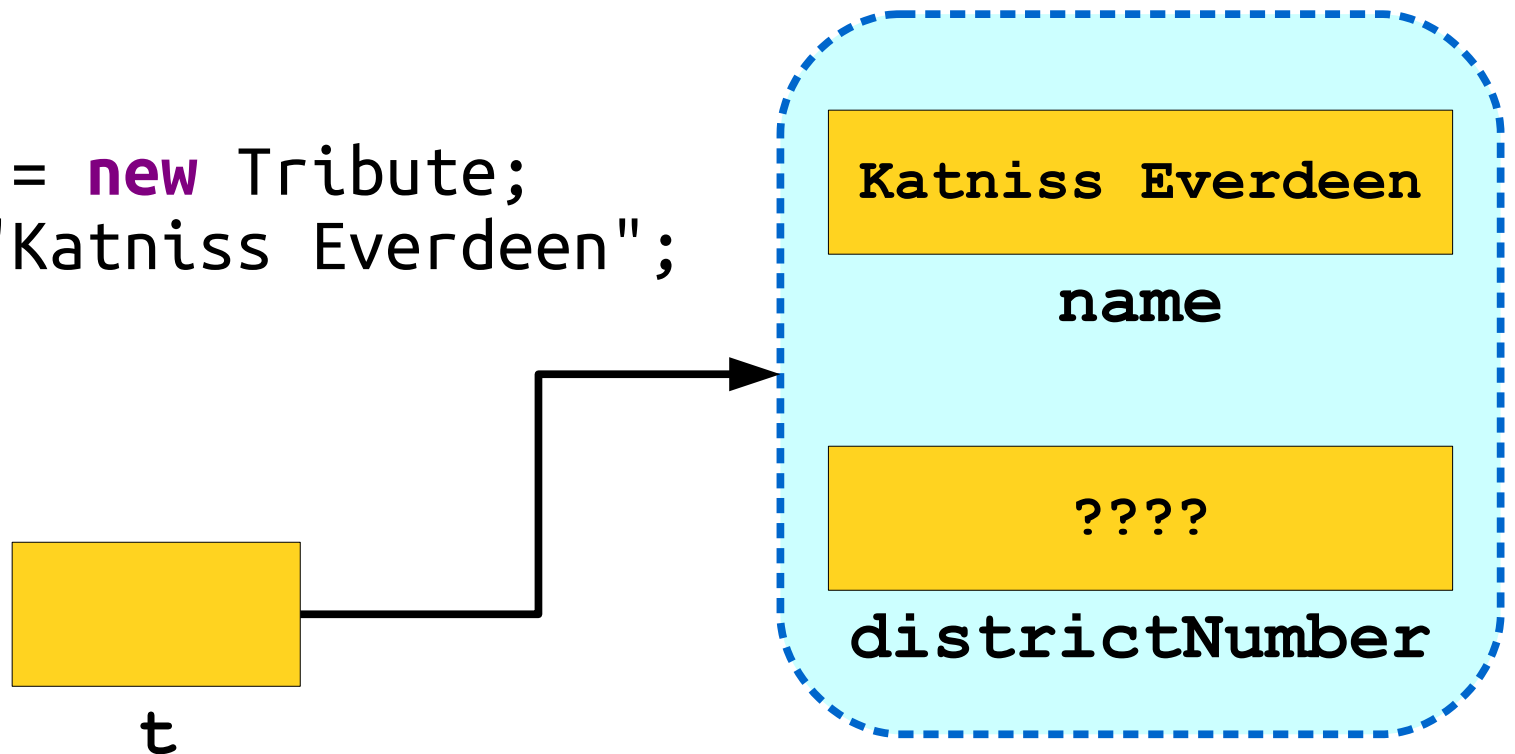 = new Tribute;
"Katniss Everdeen";
Katniss Everdeen
name
????
districtNumber
t